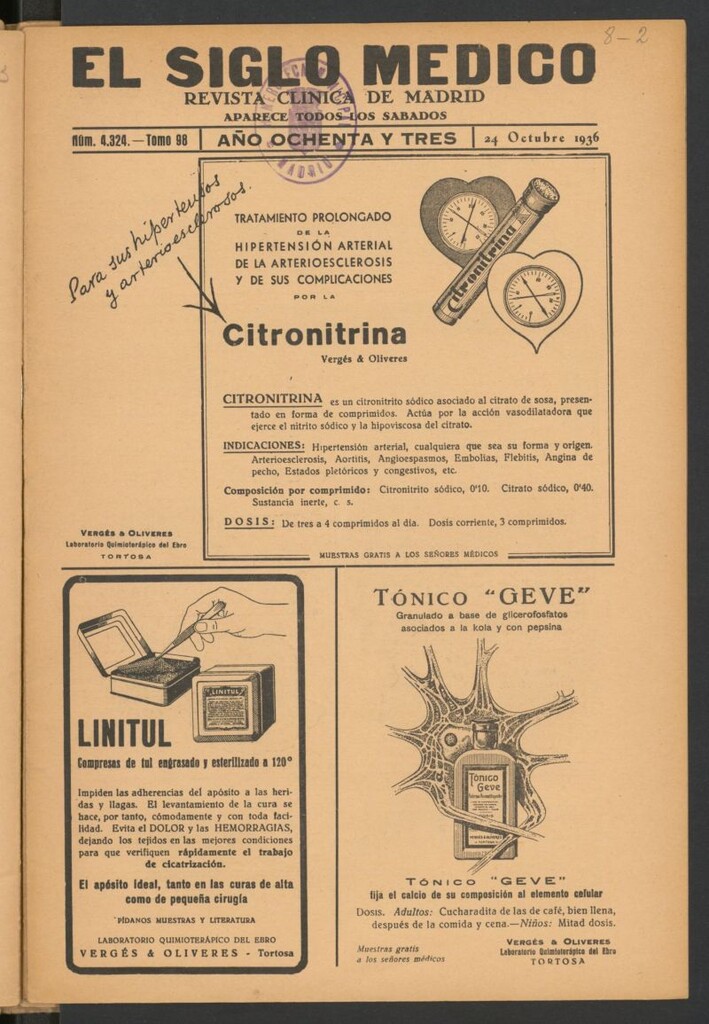 8-2
EL SIGLO MEDICO
REVISTA CLINICA DE MADRID
APARECE TODOS LOS SABADOS
Núm. 4.324. — Tomo 98
AÑO OCHENTA Y TRES
24 Octubre 1936
MADRID
Para sus hipertensos
y arterioesclerosos.
TRATAMIENTO PROLONGADO
DE LA
HIPERTENSIÓN ARTERIAL
DE LA ARTERIOESCLEROSIS
Y DE SUS COMPLICACIONES
POR LA
Citronitrina
Citronitrina
Vergés & Oliveres
CITRONITRINA es un citronitrito sódico asociado al citrato de sosa, presen-
tado en forma de comprimidos. Actúa por la acción vasodilatadora que
ejerce el nitrito sódico y la hipoviscosa del citrato.
INDICACIONES: Hipertensión arterial, cualquiera que sea su forma y origen.
Arterioesclerosis, Aortitis, Angioespasmos, Embolias, Flebitis, Angina de
pecho, Estados pletóricos y congestivos, etc.
Composición por comprimido: Citronitrito sódico, 0'10. Citrato sódico, 0'40.
Sustancia inerte, c. s.
DOSIS: De tres a 4 comprimidos al día. Dosis corriente, 3 comprimidos.
MUESTRAS GRATIS A LOS SEÑORES MÉDICOS
VERGÉS & OLIVERES
Laboratorio Quimioterápico del Ebro
TORTOSA
LINITUL
LINITUL
Compresas de tul engrasado y esterilizado a 120°
Impiden las adherencias del apósito a las heri-
das y llagas. El levantamiento de la cura se
hace, por tanto, cómodamente y con toda faci-
lidad. Evita el DOLOR y las HEMORRAGIAS,
dejando los tejidos en las mejores condiciones
para que verifiquen rápidamente el trabajo
de cicatrización.
El apósito ideal, tanto en las curas de alta
como de pequeña cirugía
PÍDANOS MUESTRAS Y LITERATURA
LABORATORIO QUIMIOTERÁPICO DEL EBRO
VERGÉS & OLIVERES - Tortosa
TÓNICO "GEVE"
Granulado a base de glicerofosfatos
asociados a la kola y con pepsina
Tónico
Geve
TÓNICO "GEVE"
fija el calcio de su composición al elemento celular
DOSIS. Adultos: Cucharadita de las de café, bien llena,
después de la comida y cena.—Niños: Mitad dosis.
Muestras gratis
a los señores médicos
VERGÉS & OLIVERES
Laboratorio Quimioterápico del Ebro
TORTOSA